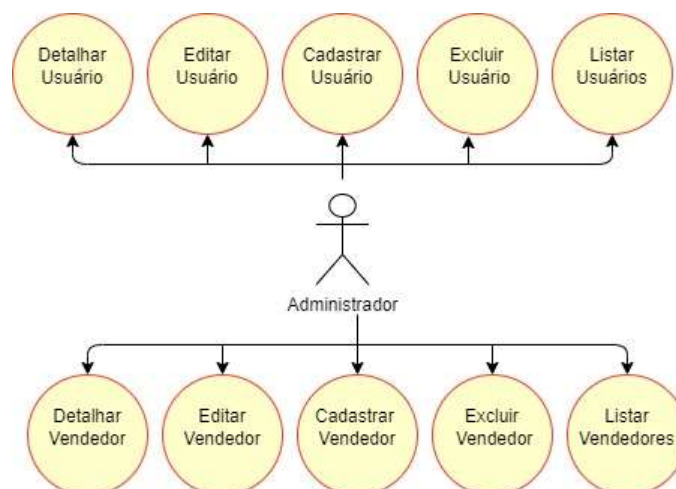 Detalhar
Usuário
Editar
Usuário
Cadastrar
Usuário
Excluir
Usuário
Listar
Usuários
Administrador
Detalhar
Vendedor
Editar
Vendedor
Cadastrar
Vendedor
Excluir
Vendedor
Listar
Vendedores